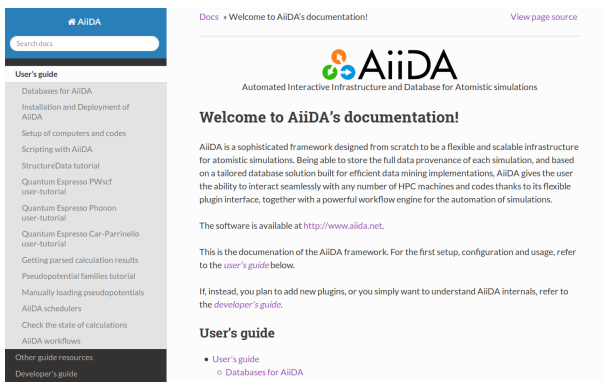 AiiDA
Search docs
User's guide
Databases for AiiDA
Installation and Deployment of
AiiDA
Setup of computers and codes
Scripting with AiiDA
StructureData tutorial
Quantum Espresso PWscf
user-tutorial
Quantum Espresso Phonon
user-tutorial
Quantum Espresso Car-Parrinello
user-tutorial
Getting parsed calculation results
Pseudopotential families tutorial
Manually loading pseudopotentials
AiiDA schedulers
Check the state of calculations
AiiDA workflows
Other guide resources
Developer's guide
Docs » Welcome to AiiDA's documentation!
View page source
AiiDA
Automated Interactive Infrastructure and Database for Atomistic simulations
Welcome to AiiDA's documentation!
AiiDA is a sophisticated framework designed from scratch to be a flexible and scalable infrastructure
for atomistic simulations. Being able to store the full data provenance of each simulation, and based
on a tailored database solution built for efficient data mining implementations, AiiDA gives the user
the ability to interact seamlessly with any number of HPC machines and codes thanks to its flexible
plugin interface, together with a powerful workflow engine for the automation of simulations.
The software is available at http://www.aiida.net.
This is the documenation of the AiiDA framework. For the first setup, configuration and usage, refer
to the user's guide below.
If, instead, you plan to add new plugins, or you simply want to understand AiiDA internals, refer to
the developer's guide.
User's guide
• User's guide
○ Databases for AiiDA